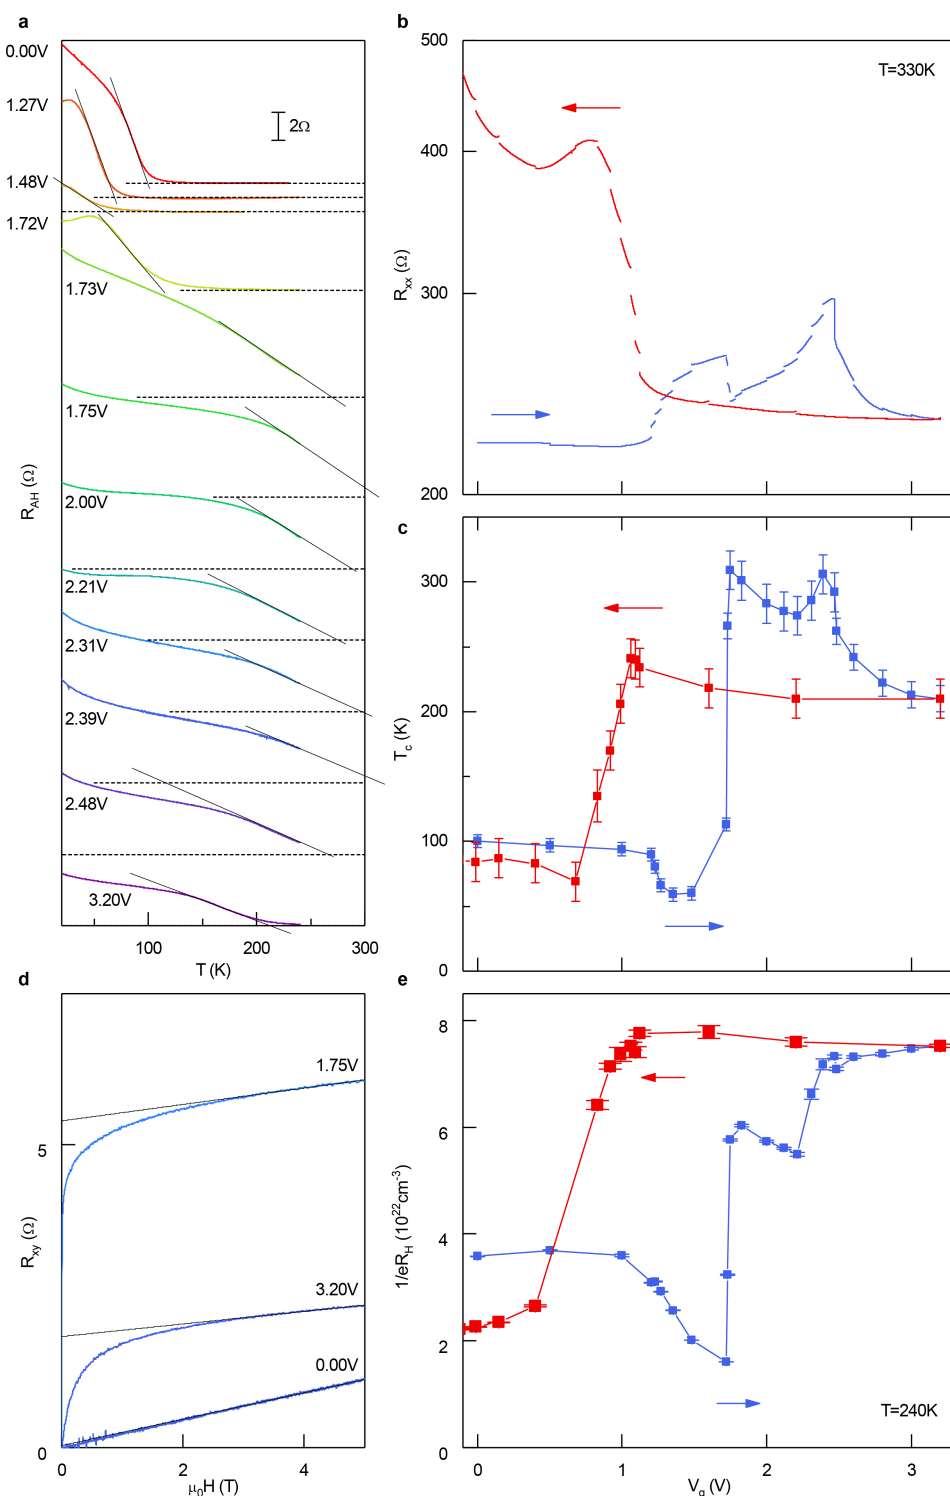 a
0.00V
1.27V
1.48V
1.72V
1.73V
1.75V
2.00V
2.21V
2.31V
2.39V
2.48V
3.20V
2Ω
R_AH (Ω)
100
200
300
T (K)
b
500
400
300
200
R_xx (Ω)
T=330K
c
300
200
100
0
T_c (K)
d
5
0
R_xy (Ω)
1.75V
3.20V
0.00V
0
2
4
μ₀H (T)
e
8
6
4
2
0
1/eR_H (10²²cm⁻³)
T=240K
0
1
2
3
V_g (V)